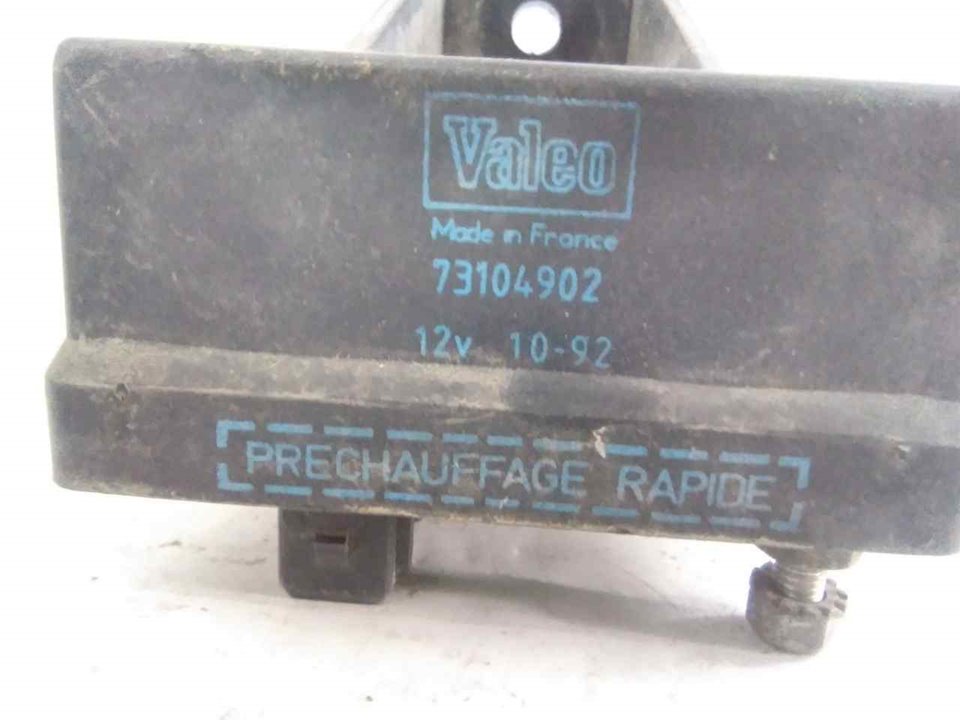 Valeo
Made in France
73104902
12v 10-92
PRECHAUFFAGE RAPIDE